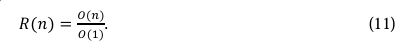 R(n) = O(n)/O(1). (11)